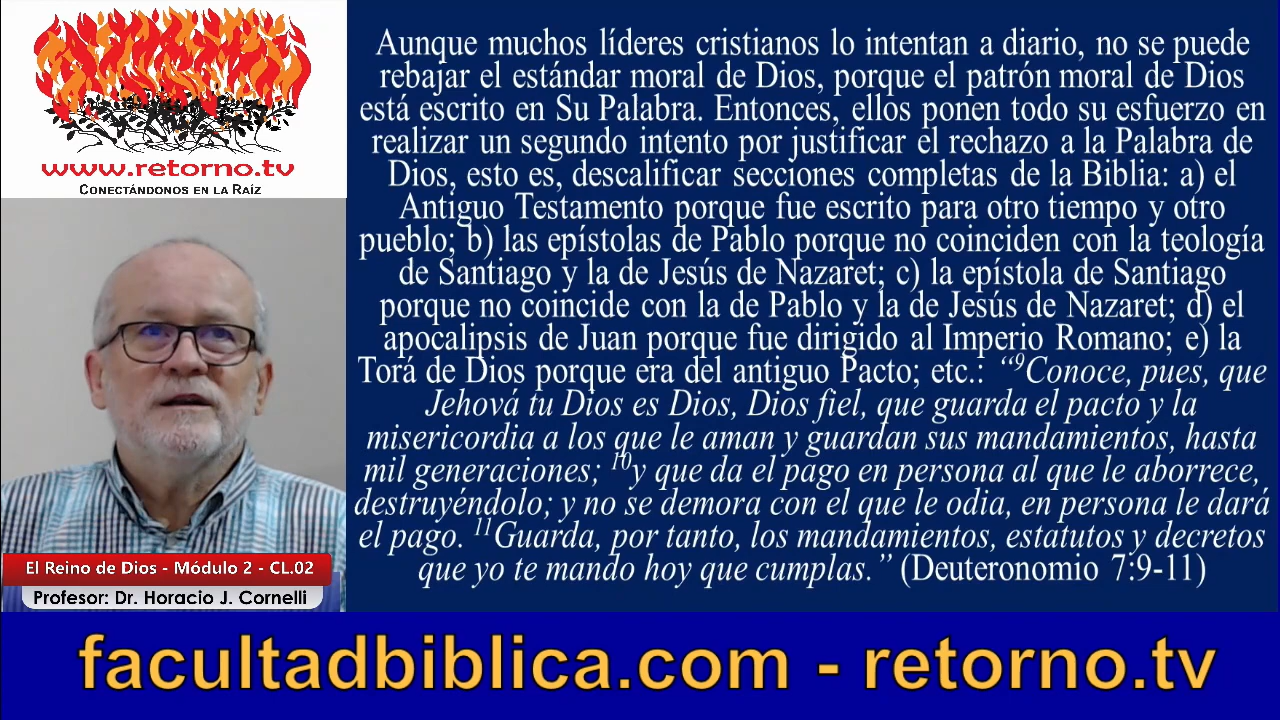 www.retorno.tv
CONECTÁNDONOS EN LA RAÍZ
Aunque muchos líderes cristianos lo intentan a diario, no se puede
rebajar el estándar moral de Dios, porque el patrón moral de Dios
está escrito en Su Palabra. Entonces, ellos ponen todo su esfuerzo en
realizar un segundo intento por justificar el rechazo a la Palabra de
Dios, esto es, descalificar secciones completas de la Biblia: a) el
Antiguo Testamento porque fue escrito para otro tiempo y otro
pueblo; b) las epístolas de Pablo porque no coinciden con la teología
de Santiago y la de Jesús de Nazaret; c) la epístola de Santiago
porque no coincide con la de Pablo y la de Jesús de Nazaret; d) el
apocalipsis de Juan porque fue dirigido al Imperio Romano; e) la
Torá de Dios porque era del antiguo Pacto; etc.: “⁹Conoce, pues, que
Jehová tu Dios es Dios, Dios fiel, que guarda el pacto y la
misericordia a los que le aman y guardan sus mandamientos, hasta
mil generaciones; ¹⁰y que da el pago en persona al que le aborrece,
destruyéndolo; y no se demora con el que le odia, en persona le dará
el pago. ¹¹Guarda, por tanto, los mandamientos, estatutos y decretos
que yo te mando hoy que cumplas.” (Deuteronomio 7:9-11)
El Reino de Dios - Módulo 2 - CL.02
Profesor: Dr. Horacio J. Cornelli
facultadbiblica.com - retorno.tv